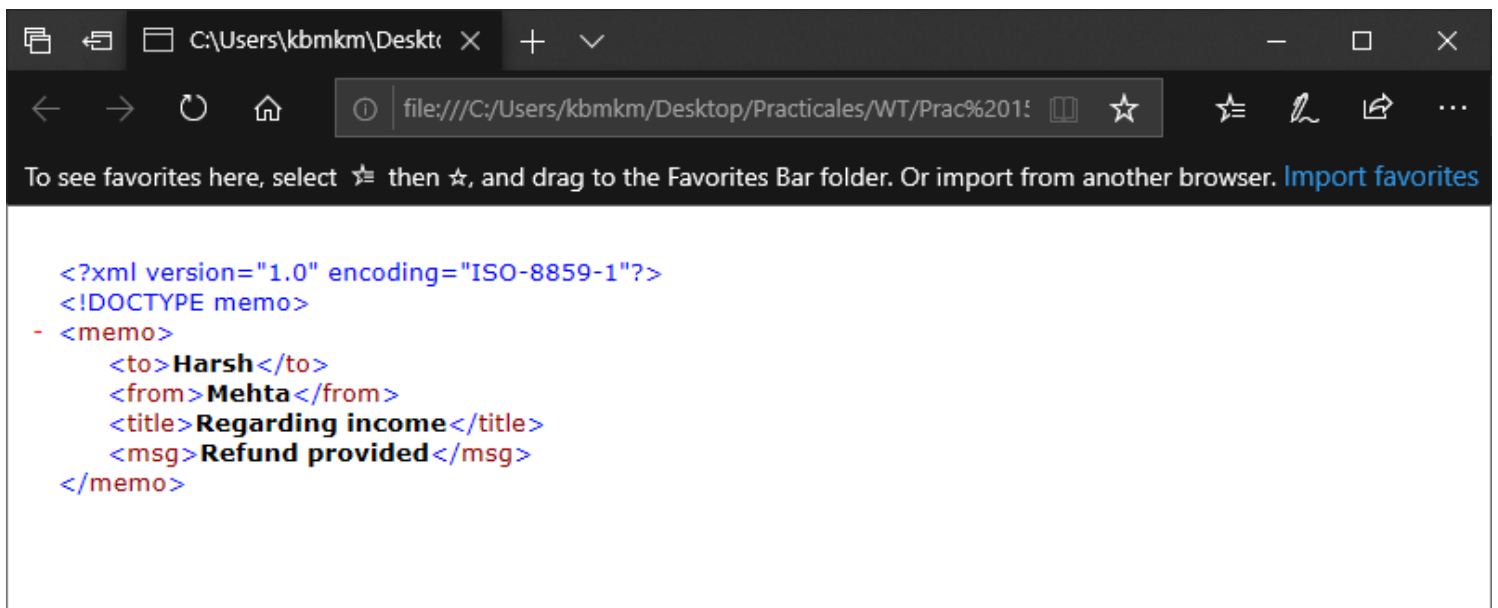 C:\Users\kbmkm\Deskt
file:///C:/Users/kbmkm/Desktop/Practicales/WT/Prac%201
To see favorites here, select then ☆, and drag to the Favorites Bar folder. Or import from another browser. Import favorites
<?xml version="1.0" encoding="ISO-8859-1"?>
<!DOCTYPE memo>
- <memo>
<to>Harsh</to>
<from>Mehta</from>
<title>Regarding income</title>
<msg>Refund provided</msg>
</memo>